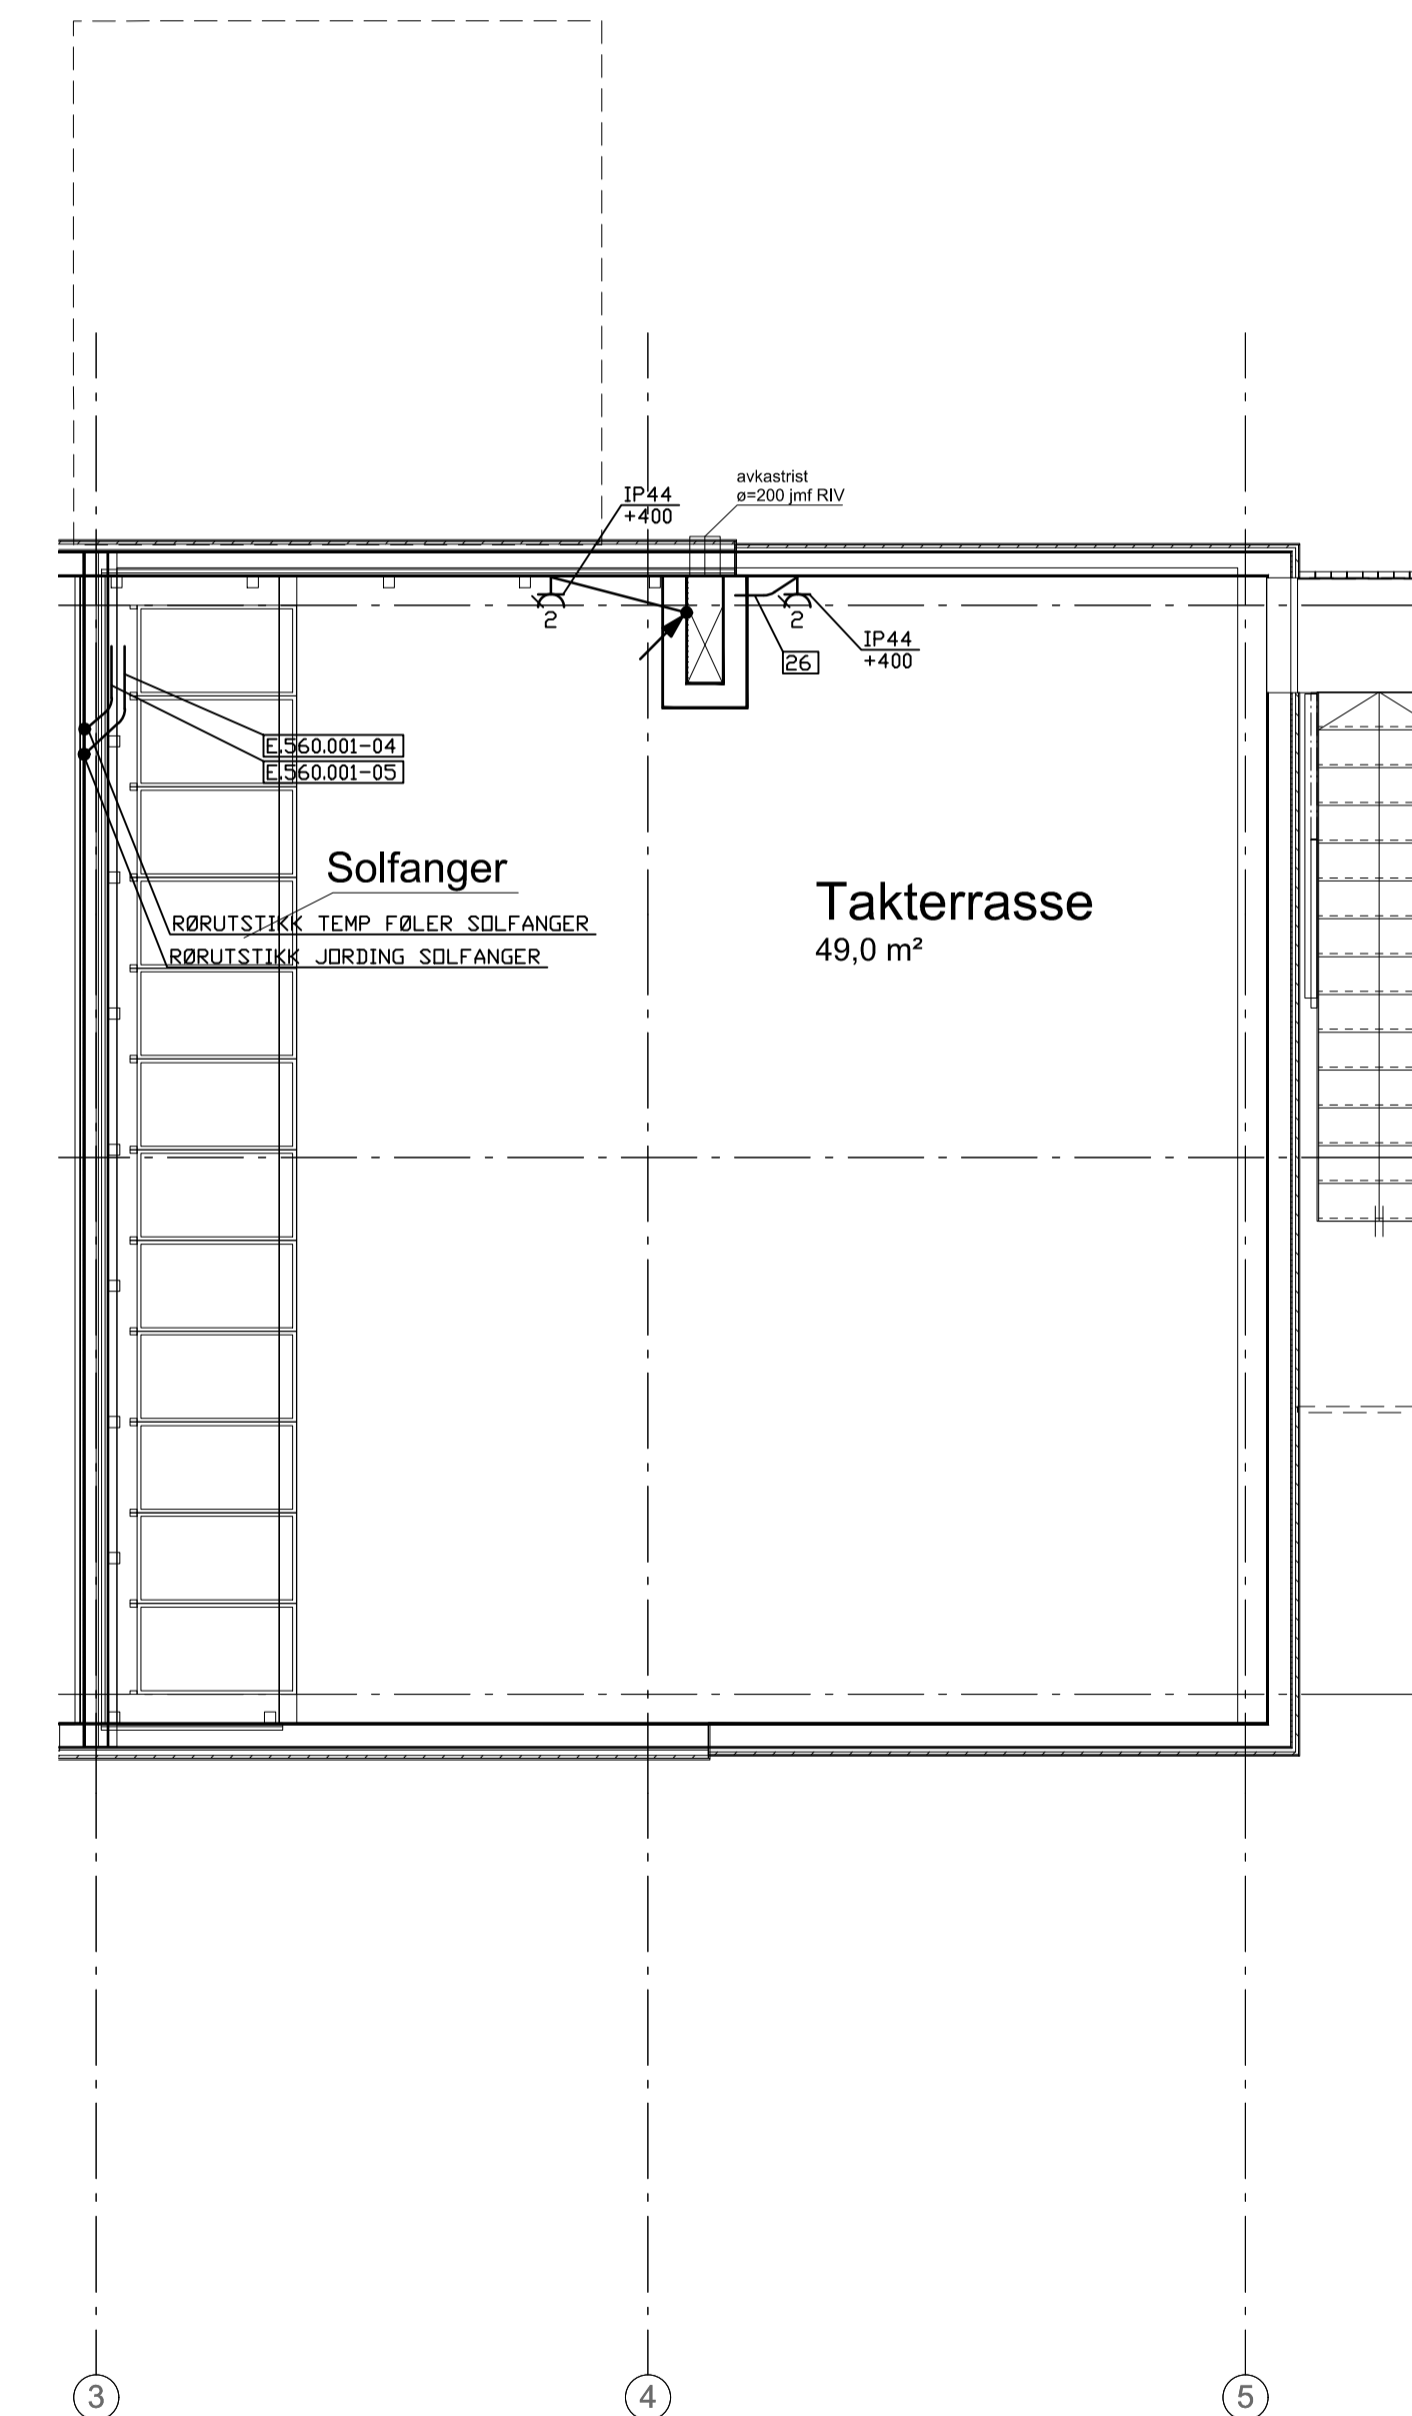 avkastrist
ø=200 jmf RIV
IP44
+400
2
2
IP44
+400
26
E.560.001-04
E.560.001-05
Solfanger
RØRUTSTIKK TEMP FØLER SOLFANGER
RØRUTSTIKK JORDING SOLFANGER
Takterrasse
49,0 m²
3
4
5